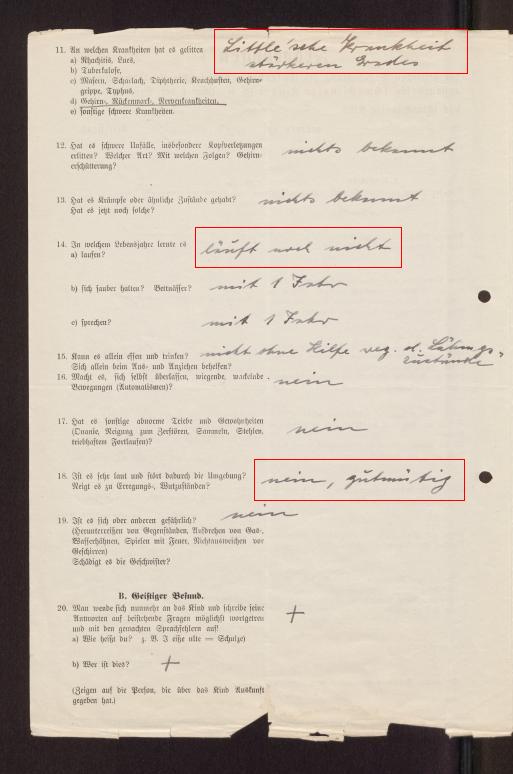 11. An welchen Krankheiten hat es gelitten Little'sche Krankheit
a) Rhachitis, Lues, stärkeren Grades
b) Tuberkulose,
c) Masern, Scharlach, Diphtherie, Keuchhusten, Gehirn-
grippe, Typhus,
d) Gehirn-, Rückenmark-, Nervenkrankheiten,
e) sonstige schwere Krankheiten.
12. Hat es schwere Unfälle, insbesondere Kopfverletzungen
erlitten? Welcher Art? Mit welchen Folgen? Gehirn- nichts bekannt
erschütterung?
13. Hat es Krämpfe oder ähnliche Zustände gehabt? nichts bekannt
Hat es jetzt noch solche?
14. In welchem Lebensjahre lernte es
a) laufen? läuft noch nicht
b) sich sauber halten? Bettnässer? mit 1 Jahr
c) sprechen? mit 1 Jahr
15. Kann es allein essen und trinken? nicht ohne Hilfe weg. d. Lähmungs-
Sich allein beim Aus- und Anziehen behelfen? zustände
16. Macht es, sich selbst überlassen, wiegende, wackelnde nein
Bewegungen (Automatismen)?
17. Hat es sonstige abnorme Triebe und Gewohnheiten
(Onanie, Neigung zum Zerstören, Sammeln, Stehlen, nein
triebhaftem Fortlaufen)?
18. Ist es sehr laut und stört dadurch die Umgebung? nein, gutmütig
Neigt es zu Erregungs-, Wutzuständen?
19. Ist es sich oder anderen gefährlich? nein
(Herunterreißen von Gegenständen, Aufdrehen von Gas-,
Wasserhähnen, Spielen mit Feuer, Nichtausweichen vor
Geschirren)
Schädigt es die Geschwister?
B. Geistiger Befund.
20. Man wende sich nunmehr an das Kind und schreibe seine +
Antworten auf beistehende Fragen möglichst wortgetreu
und mit den gemachten Sprachfehlern auf!
a) Wie heißt du? z. B. I eiße ulte = Schulze)
b) Wer ist dies? +
(Zeigen auf die Person, die über das Kind Auskunft
gegeben hat.)